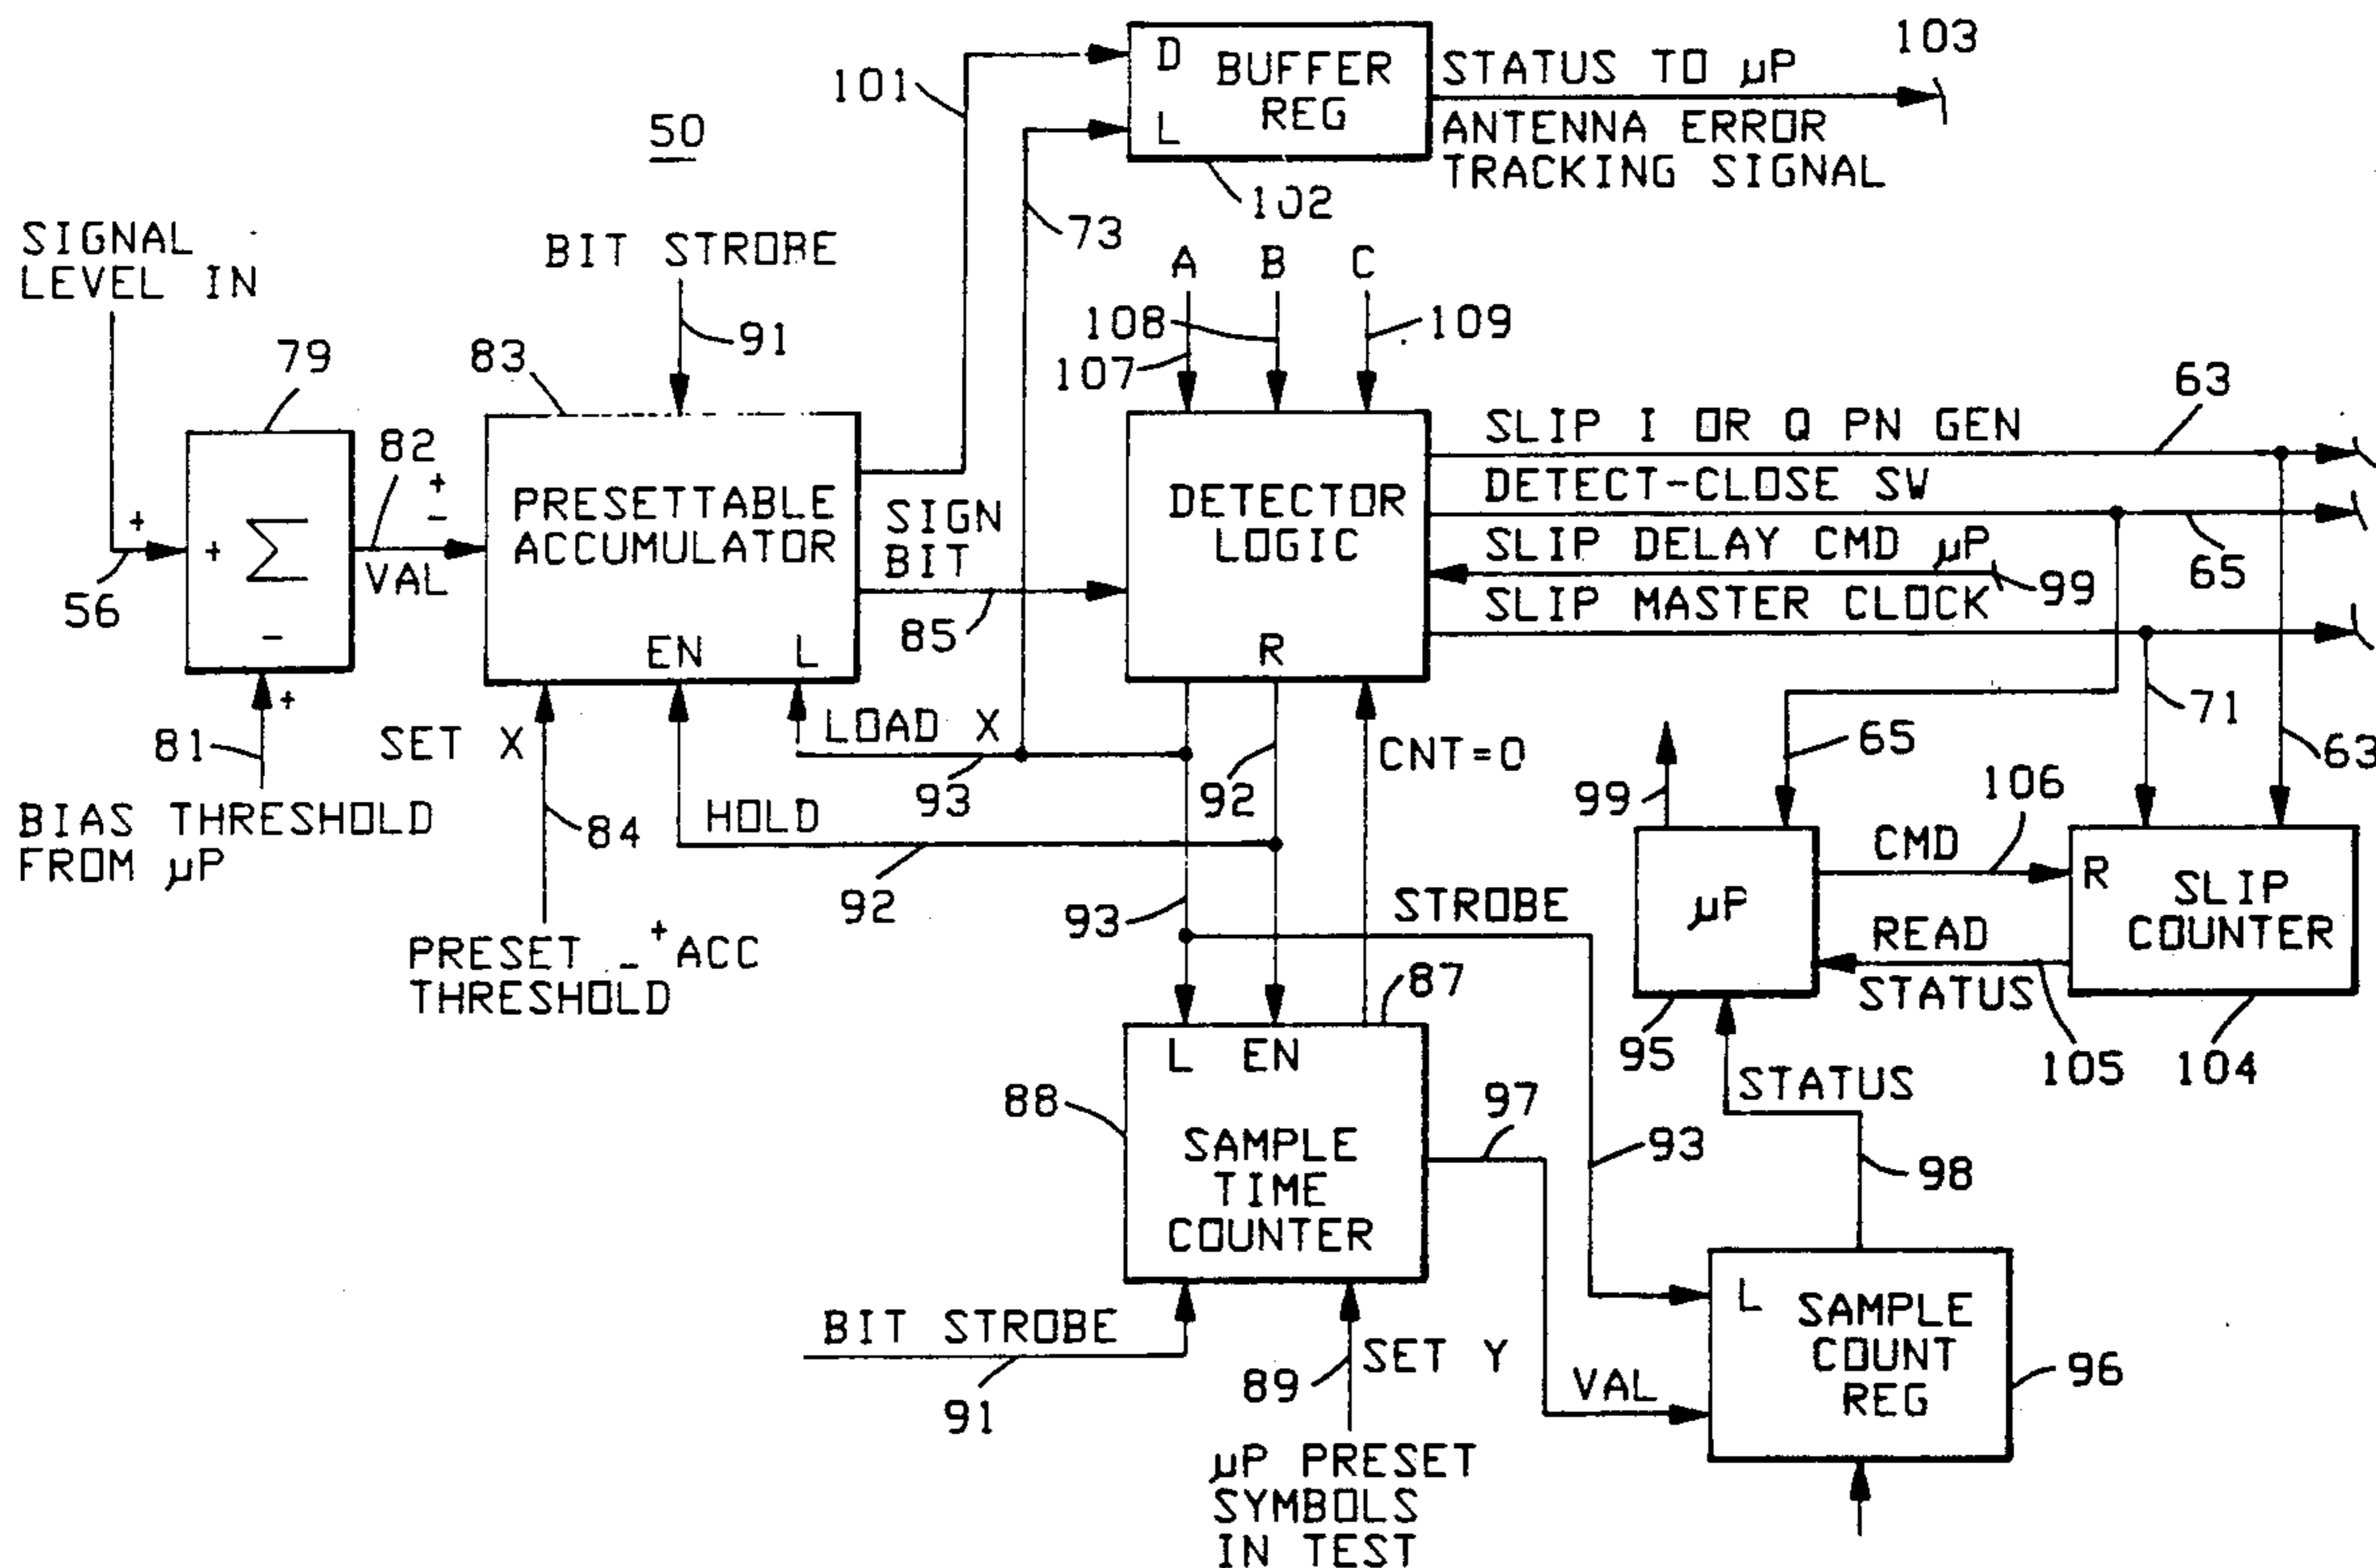 103
D
BUFFER
REG
L
STATUS TO µP
ANTENNA ERROR
TRACKING SIGNAL
101
50
102
73
SIGNAL
LEVEL IN
BIT STROBE
91
A
B
C
108
107
109
79
83
82
+
-
+
+
Σ
-
VAL
56
81
+
BIAS THRESHOLD
FROM µP
PRESETTABLE
ACCUMULATOR
EN
L
SIGN
BIT
85
DETECTOR
LOGIC
R
SLIP I OR Q PN GEN
63
DETECT-CLOSE SW
65
SLIP DELAY CMD µP
99
SLIP MASTER CLOCK
71
63
SET X
84
LOAD X
93
HOLD
92
92
CNT=0
PRESET + - ACC
THRESHOLD
93
STROBE
87
99
65
CMD
106
µP
R
SLIP
COUNTER
READ
STATUS
95
105
104
STATUS
L
EN
88
SAMPLE
TIME
COUNTER
97
93
98
BIT STROBE
91
89
SET Y
VAL
L
SAMPLE
COUNT
REG
96
µP PRESET
SYMBOLS
IN TEST